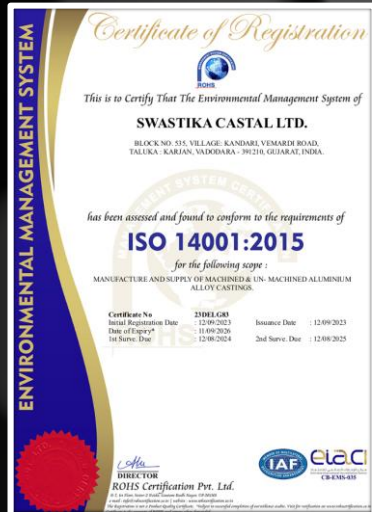 ENVIRONMENTAL MANAGEMENT SYSTEM
Certificate of Registration
ROHS
This is to Certify That The Environmental Management System of
SWASTIKA CASTAL LTD.
BLOCK NO. 535, VILLAGE: KANDARI, VEMARDI ROAD,
TALUKA : KARJAN, VADODARA - 391210, GUJARAT, INDIA.
has been assessed and found to conform to the requirements of
ISO 14001:2015
for the following scope :
MANUFACTURE AND SUPPLY OF MACHINED & UN- MACHINED ALUMINIUM
ALLOY CASTINGS.
Certificate No 23DELG03
Initial Registration Date : 12/09/2023 Issuance Date : 12/09/2023
Date of Expiry* : 11/09/2026
1st Surve. Due : 12/08/2024 2nd Surve. Due : 12/08/2025
DIRECTOR
ROHS Certification Pvt. Ltd.
IAF
CB-EMS-035